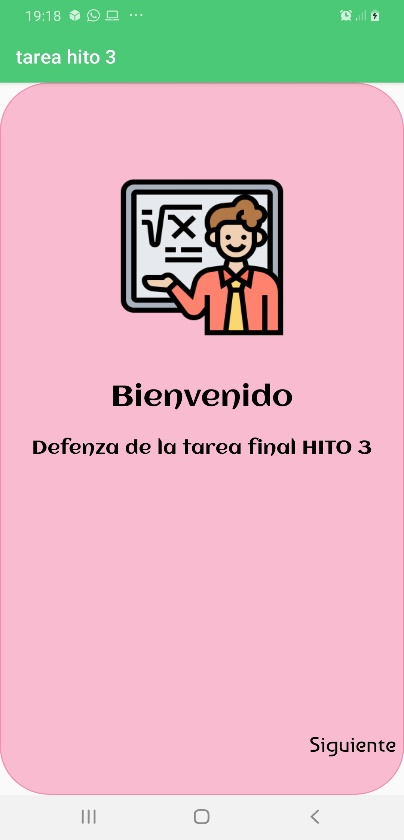 19:18
tarea hito 3
√x
Bienvenido
Defenza de la tarea final HITO 3
Siguiente